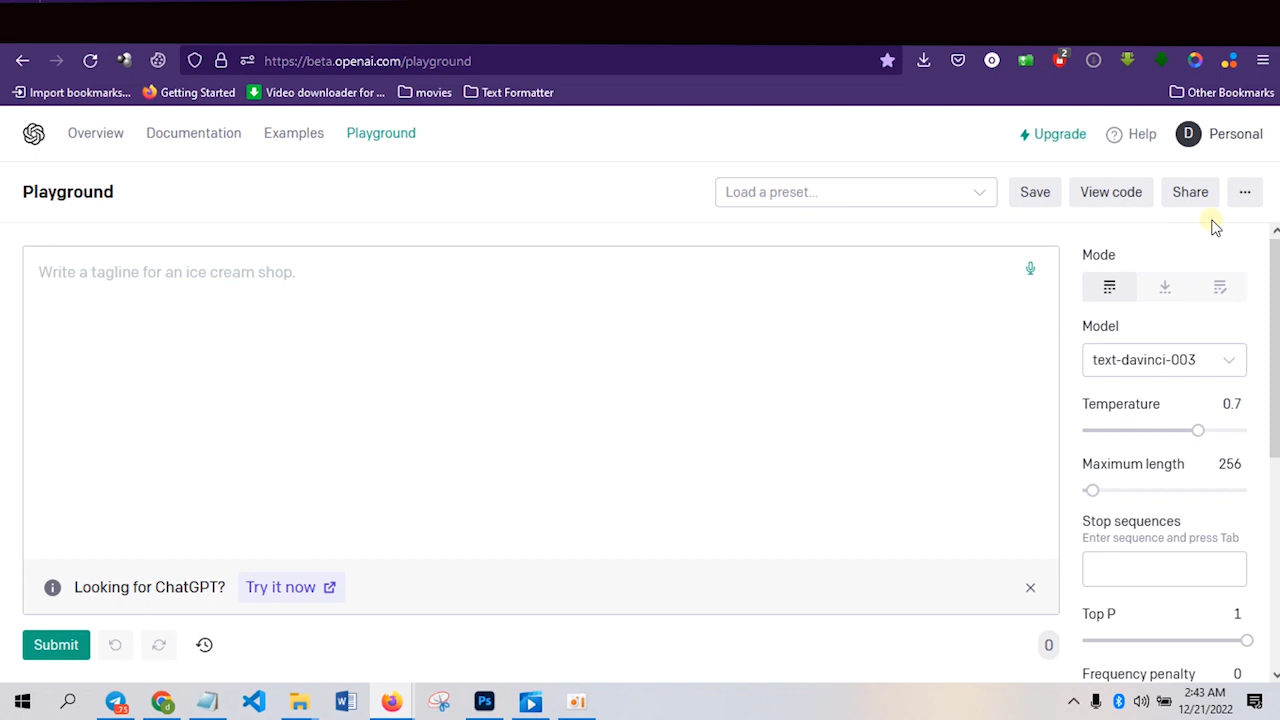 https://beta.openai.com/playground
2
Import bookmarks...
Getting Started
Video downloader for ...
movies
Text Formatter
Other Bookmarks
Overview
Documentation
Examples
Playground
Upgrade
Help
D
Personal
Playground
Load a preset...
Save
View code
Share
...
Write a tagline for an ice cream shop.
Mode
Model
text-davinci-003
Temperature 0.7
Maximum length 256
Stop sequences
Enter sequence and press Tab
Top P 1
Frequency penalty 0
Looking for ChatGPT? Try it now
Submit
0
75
2:43 AM
12/21/2022